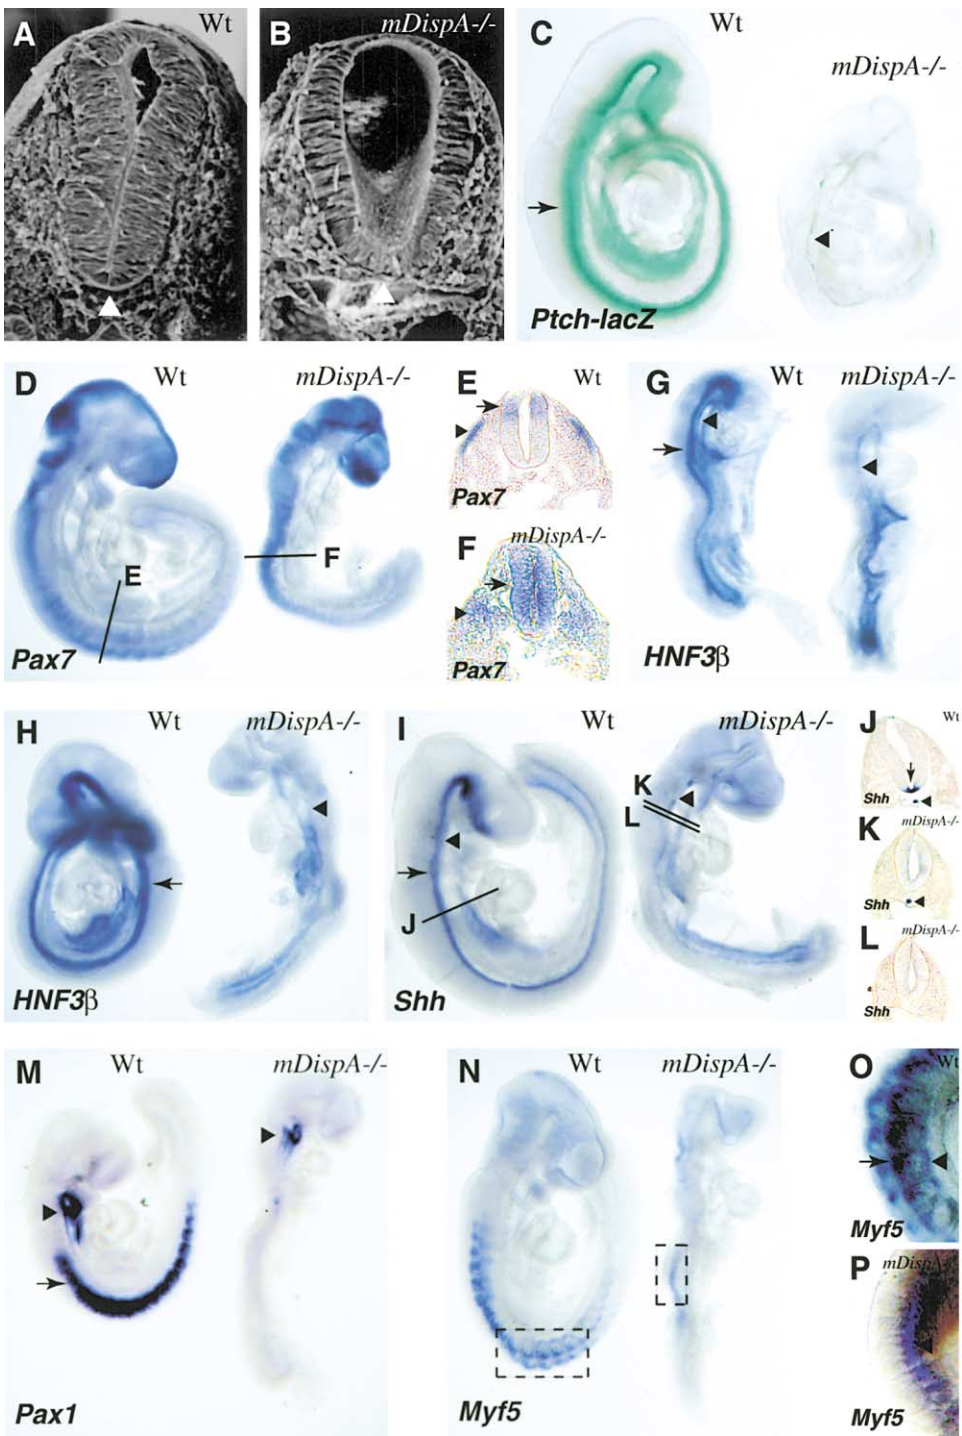 A Wt
B mDispA-/-
C Wt
mDispA-/-
Ptch-lacZ
D Wt mDispA-/-
E
F
Pax7
E Wt
Pax7
F mDispA-/-
Pax7
G Wt mDispA-/-
HNF3β
H Wt mDispA-/-
HNF3β
I Wt mDispA-/-
K
L
J
Shh
J Wt
Shh
K mDispA-/-
Shh
L mDispA-/-
Shh
M Wt mDispA-/-
Pax1
N Wt mDispA-/-
Myf5
O Wt
Myf5
P
Myf5